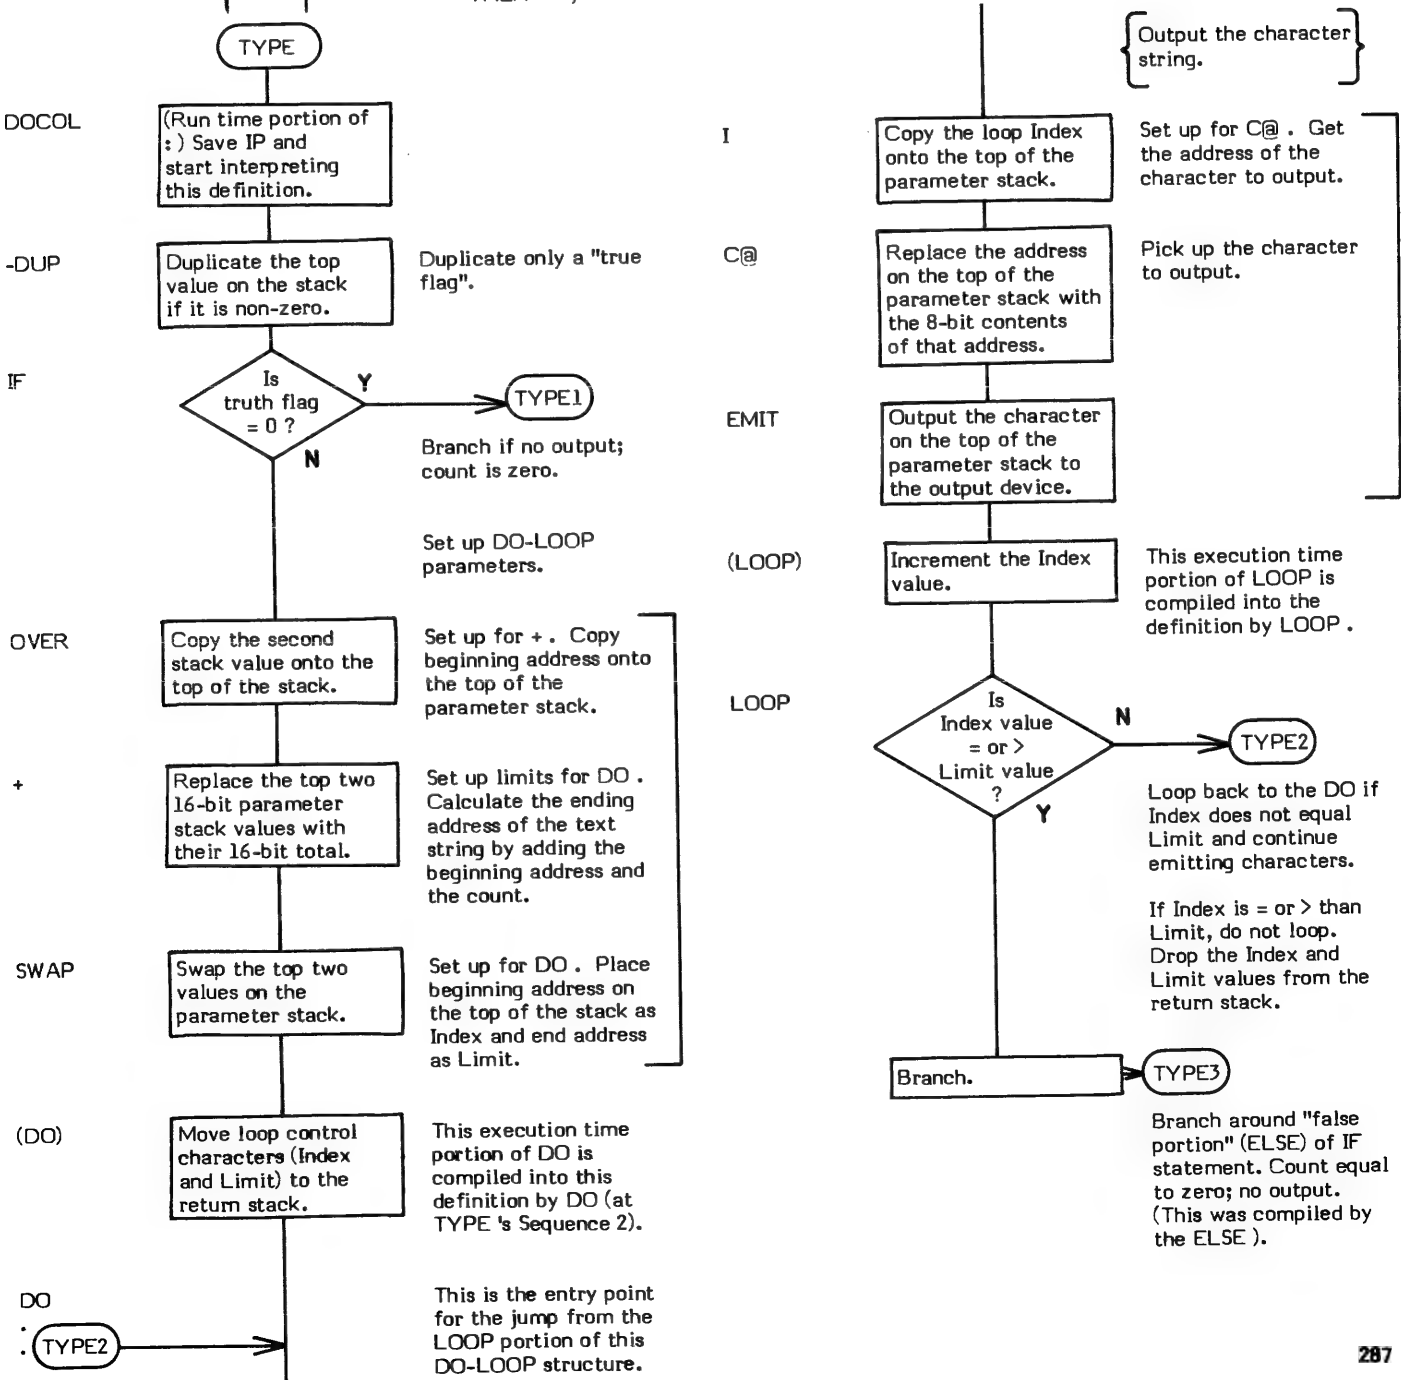 TYPE
DOCOL
(Run time portion of
: ) Save IP and
start interpreting
this definition.
-DUP
Duplicate the top
value on the stack
if it is non-zero.
Duplicate only a "true
flag".
IF
Is
truth flag
= 0 ?
Y
TYPE1
N
Branch if no output;
count is zero.
Set up DO-LOOP
parameters.
OVER
Copy the second
stack value onto the
top of the stack.
Set up for + . Copy
beginning address onto
the top of the
parameter stack.
+
Replace the top two
16-bit parameter
stack values with
their 16-bit total.
Set up limits for DO .
Calculate the ending
address of the text
string by adding the
beginning address and
the count.
SWAP
Swap the top two
values on the
parameter stack.
Set up for DO . Place
beginning address on
the top of the stack as
Index and end address
as Limit.
(DO)
Move loop control
characters (Index
and Limit) to the
return stack.
This execution time
portion of DO is
compiled into this
definition by DO (at
TYPE 's Sequence 2).
DO
:
TYPE2
This is the entry point
for the jump from the
LOOP portion of this
DO-LOOP structure.
Output the character
string.
I
Copy the loop Index
onto the top of the
parameter stack.
Set up for C@ . Get
the address of the
character to output.
C@
Replace the address
on the top of the
parameter stack with
the 8-bit contents
of that address.
Pick up the character
to output.
EMIT
Output the character
on the top of the
parameter stack to
the output device.
(LOOP)
Increment the Index
value.
This execution time
portion of LOOP is
compiled into the
definition by LOOP .
LOOP
Is
Index value
= or >
Limit value
?
N
TYPE2
Y
Loop back to the DO if
Index does not equal
Limit and continue
emitting characters.
If Index is = or > than
Limit, do not loop.
Drop the Index and
Limit values from the
return stack.
Branch.
TYPE3
Branch around "false
portion" (ELSE) of IF
statement. Count equal
to zero; no output.
(This was compiled by
the ELSE ).
287